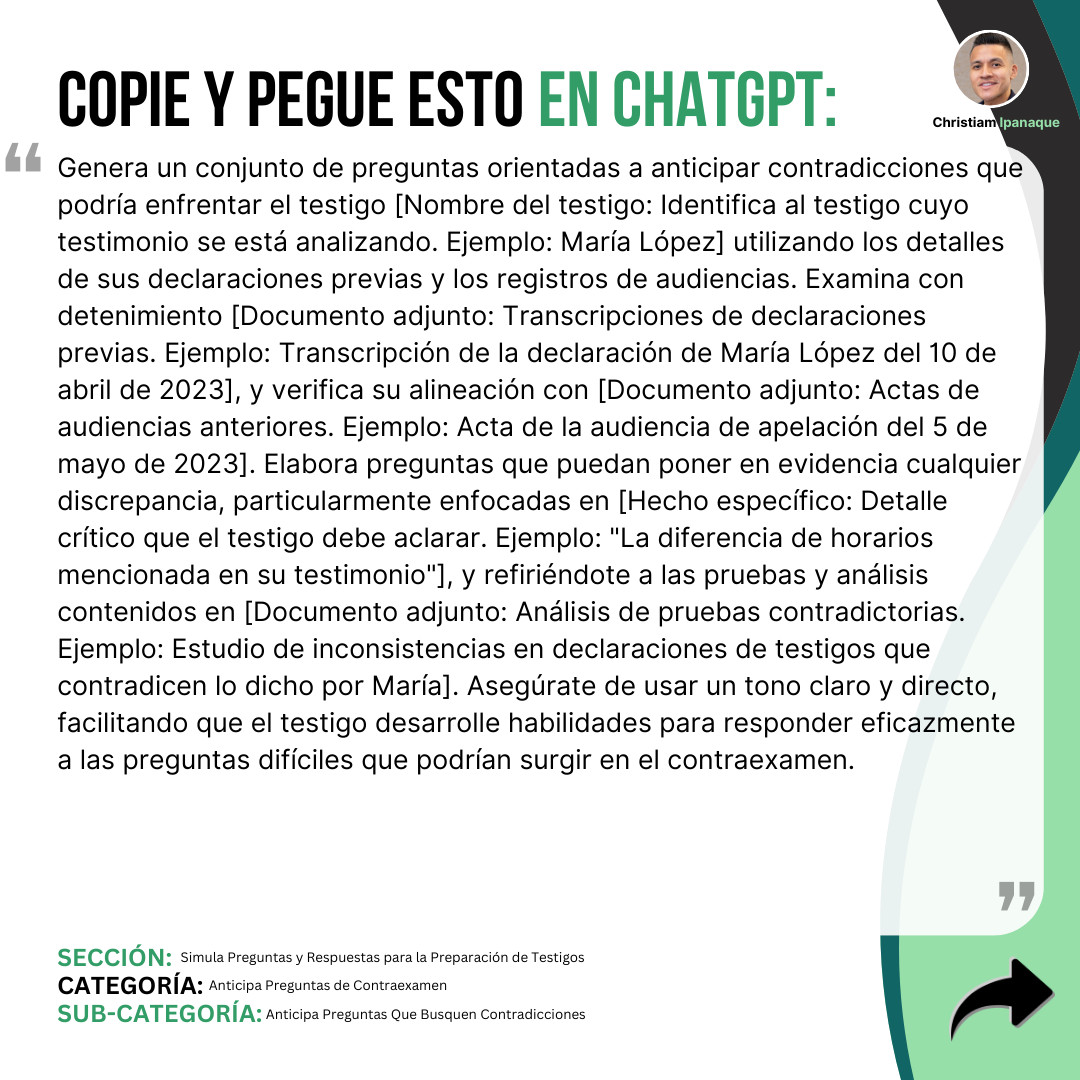 COPIE Y PEGUE ESTO EN CHATGPT:
Christiam Ipanaque
“
Genera un conjunto de preguntas orientadas a anticipar contradicciones que
podría enfrentar el testigo [Nombre del testigo: Identifica al testigo cuyo
testimonio se está analizando. Ejemplo: María López] utilizando los detalles
de sus declaraciones previas y los registros de audiencias. Examina con
detenimiento [Documento adjunto: Transcripciones de declaraciones
previas. Ejemplo: Transcripción de la declaración de María López del 10 de
abril de 2023], y verifica su alineación con [Documento adjunto: Actas de
audiencias anteriores. Ejemplo: Acta de la audiencia de apelación del 5 de
mayo de 2023]. Elabora preguntas que puedan poner en evidencia cualquier
discrepancia, particularmente enfocadas en [Hecho específico: Detalle
crítico que el testigo debe aclarar. Ejemplo: "La diferencia de horarios
mencionada en su testimonio"], y refiriéndote a las pruebas y análisis
contenidos en [Documento adjunto: Análisis de pruebas contradictorias.
Ejemplo: Estudio de inconsistencias en declaraciones de testigos que
contradicen lo dicho por María]. Asegúrate de usar un tono claro y directo,
facilitando que el testigo desarrolle habilidades para responder eficazmente
a las preguntas difíciles que podrían surgir en el contraexamen.
”
SECCIÓN: Simula Preguntas y Respuestas para la Preparación de Testigos
CATEGORÍA: Anticipa Preguntas de Contraexamen
SUB-CATEGORÍA: Anticipa Preguntas Que Busquen Contradicciones